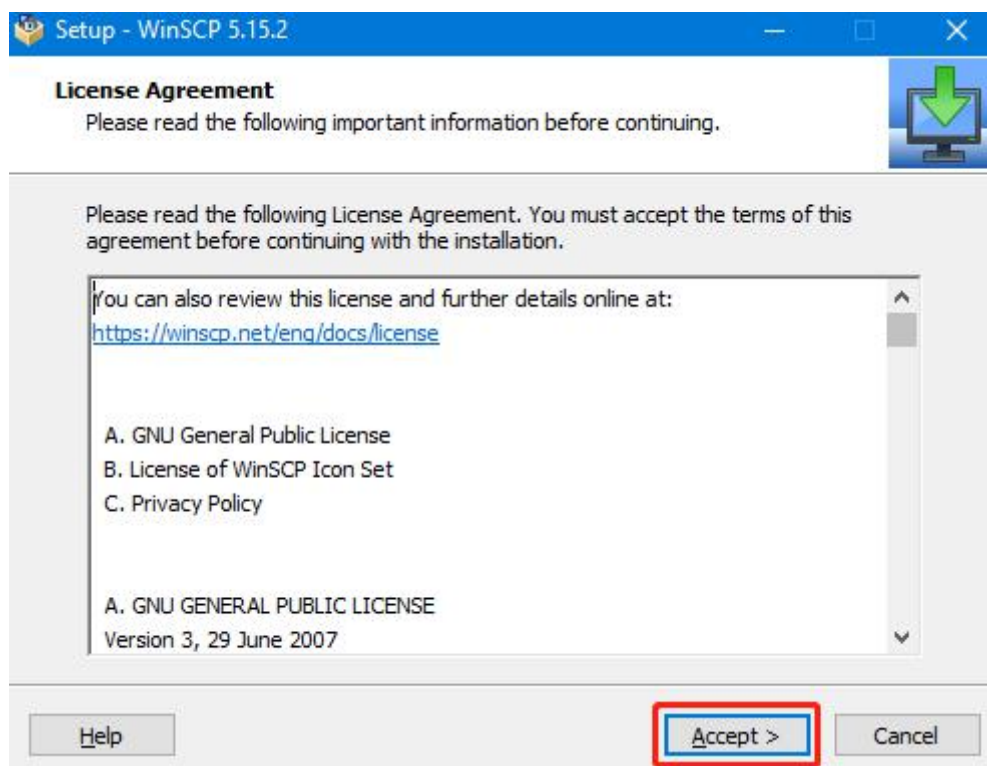 Setup - WinSCP 5.15.2
License Agreement
Please read the following important information before continuing.
Please read the following License Agreement. You must accept the terms of this
agreement before continuing with the installation.
You can also review this license and further details online at:
https://winscp.net/eng/docs/license
A. GNU General Public License
B. License of WinSCP Icon Set
C. Privacy Policy
A. GNU GENERAL PUBLIC LICENSE
Version 3, 29 June 2007
Help
Accept >
Cancel